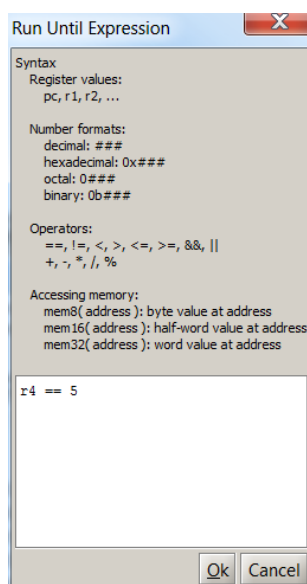 Run Until Expression
Syntax
Register values:
pc, r1, r2, ...
Number formats:
decimal: ###
hexadecimal: 0x###
octal: 0###
binary: 0b###
Operators:
==, !=, <, >, <=, >=, &&, ||
+, -, *, /, %
Accessing memory:
mem8( address ): byte value at address
mem16( address ): half-word value at address
mem32( address ): word value at address
r4 == 5
Ok Cancel